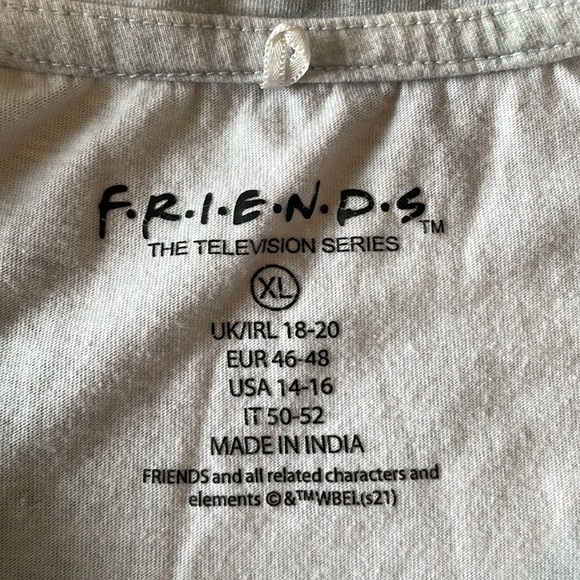 F·R·I·E·N·D·S™
THE TELEVISION SERIES
XL
UK/IRL 18-20
EUR 46-48
USA 14-16
IT 50-52
MADE IN INDIA
FRIENDS and all related characters and
elements ©&™WBEI.(s21)